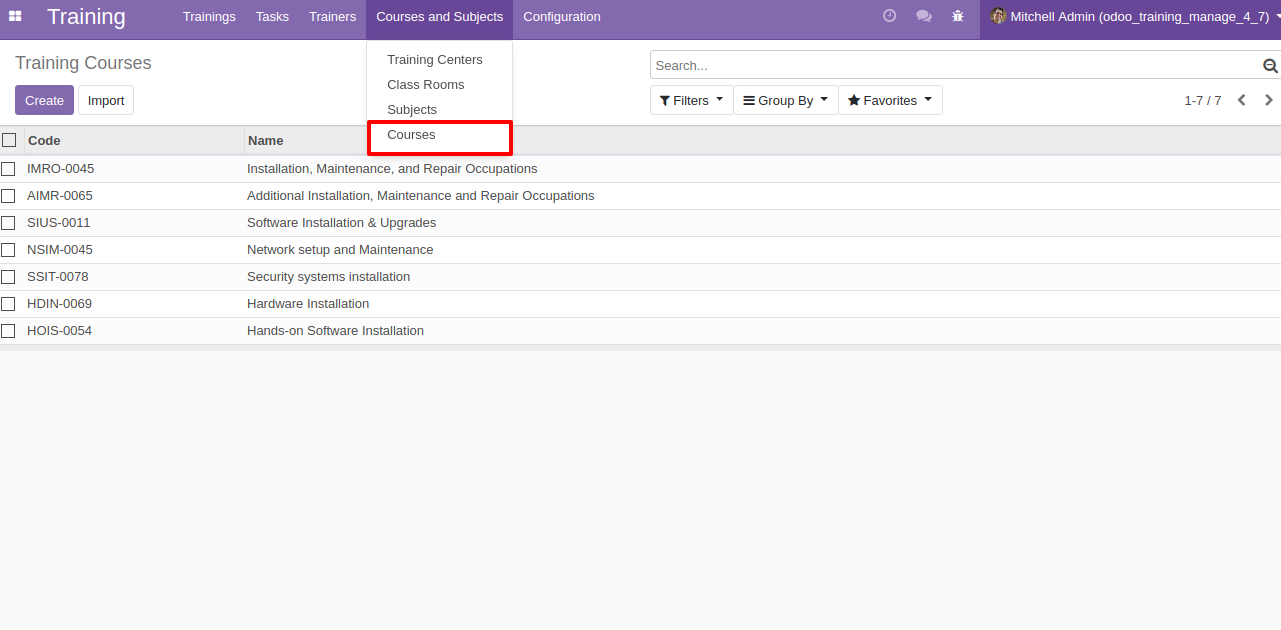 Training Trainings Tasks Trainers Courses and Subjects Configuration Mitchell Admin (odoo_training_manage_4_7)
Training Courses
Search...
Create Import
Filters Group By Favorites 1-7 / 7
Training Centers
Class Rooms
Subjects
Courses
Code Name
IMRO-0045 Installation, Maintenance, and Repair Occupations
AIMR-0065 Additional Installation, Maintenance and Repair Occupations
SIUS-0011 Software Installation & Upgrades
NSIM-0045 Network setup and Maintenance
SSIT-0078 Security systems installation
HDIN-0069 Hardware Installation
HOIS-0054 Hands-on Software Installation